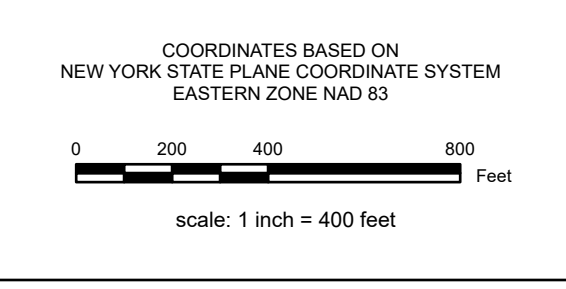 COORDINATES BASED ON
NEW YORK STATE PLANE COORDINATE SYSTEM
EASTERN ZONE NAD 83
0 200 400 800
Feet
scale: 1 inch = 400 feet